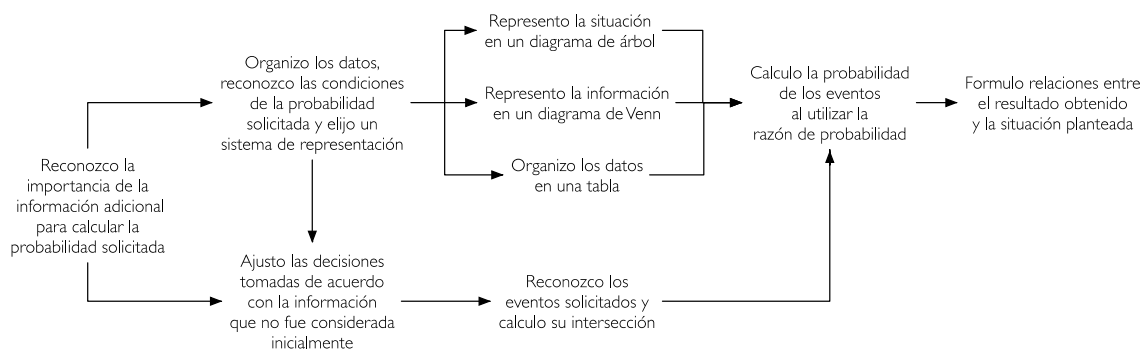 Reconozco la
importancia de la
información adicional
para calcular la
probabilidad solicitada
Organizo los datos,
reconozco las condiciones
de la probabilidad
solicitada y elijo un
sistema de representación
Ajusto las decisiones
tomadas de acuerdo
con la información
que no fue considerada
inicialmente
Represento la situación
en un diagrama de árbol
Represento la información
en un diagrama de Venn
Organizo los datos
en una tabla
Reconozco los
eventos solicitados y
calculo su intersección
Calculo la probabilidad
de los eventos
al utilizar la
razón de probabilidad
Formulo relaciones entre
el resultado obtenido
y la situación planteada